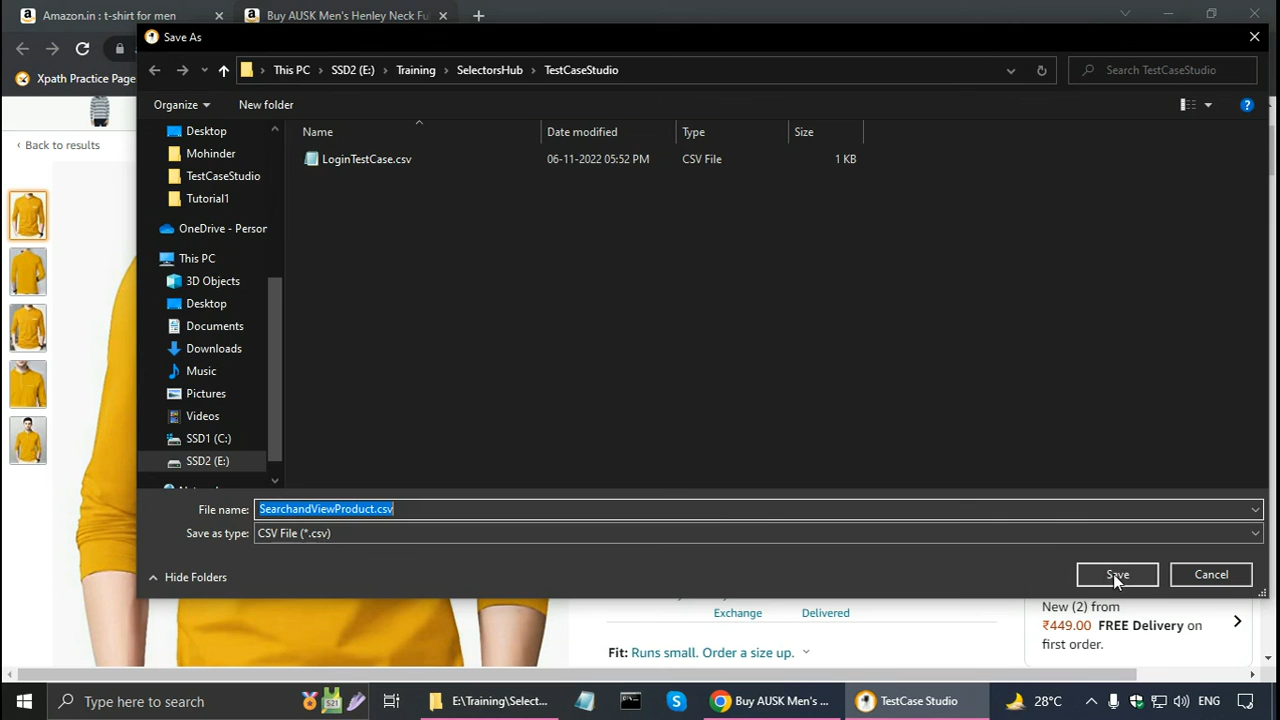 Amazon.in : t-shirt for men
Buy AUSK Men's Henley Neck Fu
Save As
Xpath Practice Page
This PC > SSD2 (E:) > Training > SelectorsHub > TestCaseStudio
Search TestCaseStudio
Organize
New folder
Back to results
Name
Date modified
Type
Size
LoginTestCase.csv
06-11-2022 05:52 PM
CSV File
1 KB
Desktop
Mohinder
TestCaseStudio
Tutorial1
OneDrive - Person
This PC
3D Objects
Desktop
Documents
Downloads
Music
Pictures
Videos
SSD1 (C:)
SSD2 (E:)
File name: SearchandViewProduct.csv
Save as type: CSV File (*.csv)
Hide Folders
Save
Cancel
Exchange
Delivered
Fit: Runs small. Order a size up.
New (2) from
₹449.00 FREE Delivery on
first order.
Type here to search
S21
E:\Training\Select...
Buy AUSK Men's ...
TestCase Studio
28°C
ENG